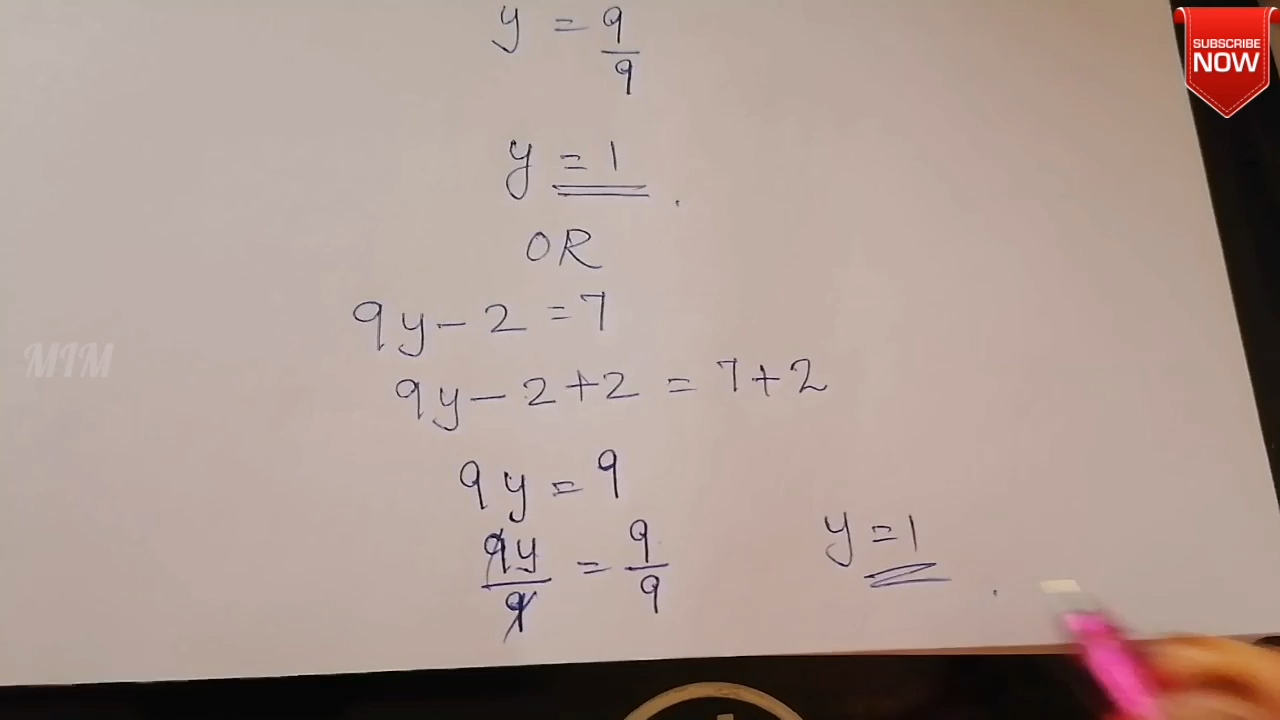 y = 9/9
SUBSCRIBE
NOW
y = 1 .
OR
9y - 2 = 7
MIM
9y - 2 + 2 = 7 + 2
9y = 9
9y/9 = 9/9
y = 1 .